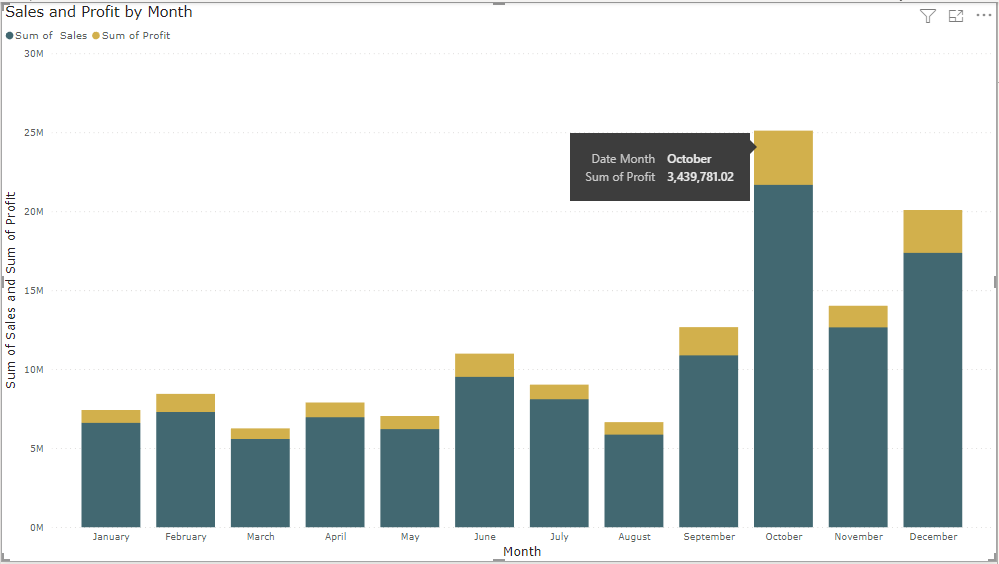 Sales and Profit by Month
Sum of Sales Sum of Profit
30M
25M
20M
15M
10M
5M
0M
Sum of Sales and Sum of Profit
Date Month October
Sum of Profit 3,439,781.02
January February March April May June July August September October November December
Month